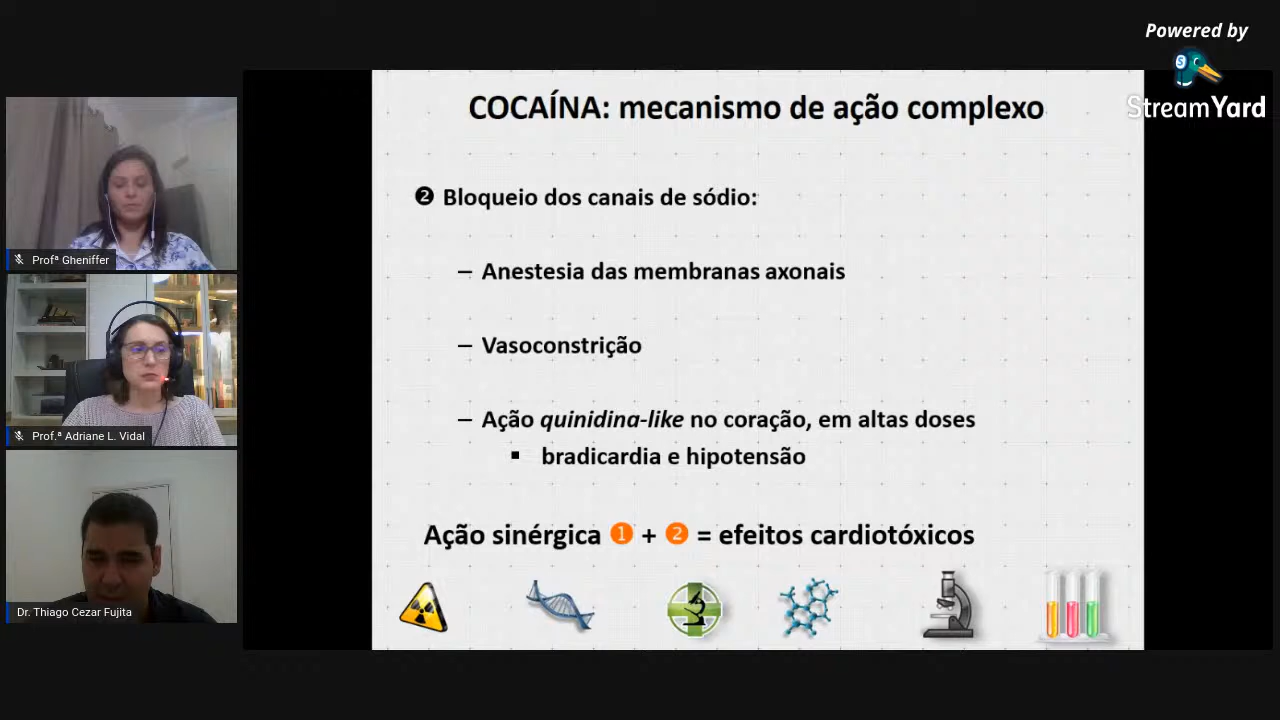 Powered by
StreamYard
COCAÍNA: mecanismo de ação complexo
❷ Bloqueio dos canais de sódio:
– Anestesia das membranas axonais
– Vasoconstrição
– Ação quinidina-like no coração, em altas doses
▪ bradicardia e hipotensão
Ação sinérgica ❶ + ❷ = efeitos cardiotóxicos
Profª Gheniffer
Prof.ª Adriane L. Vidal
Dr. Thiago Cezar Fujita